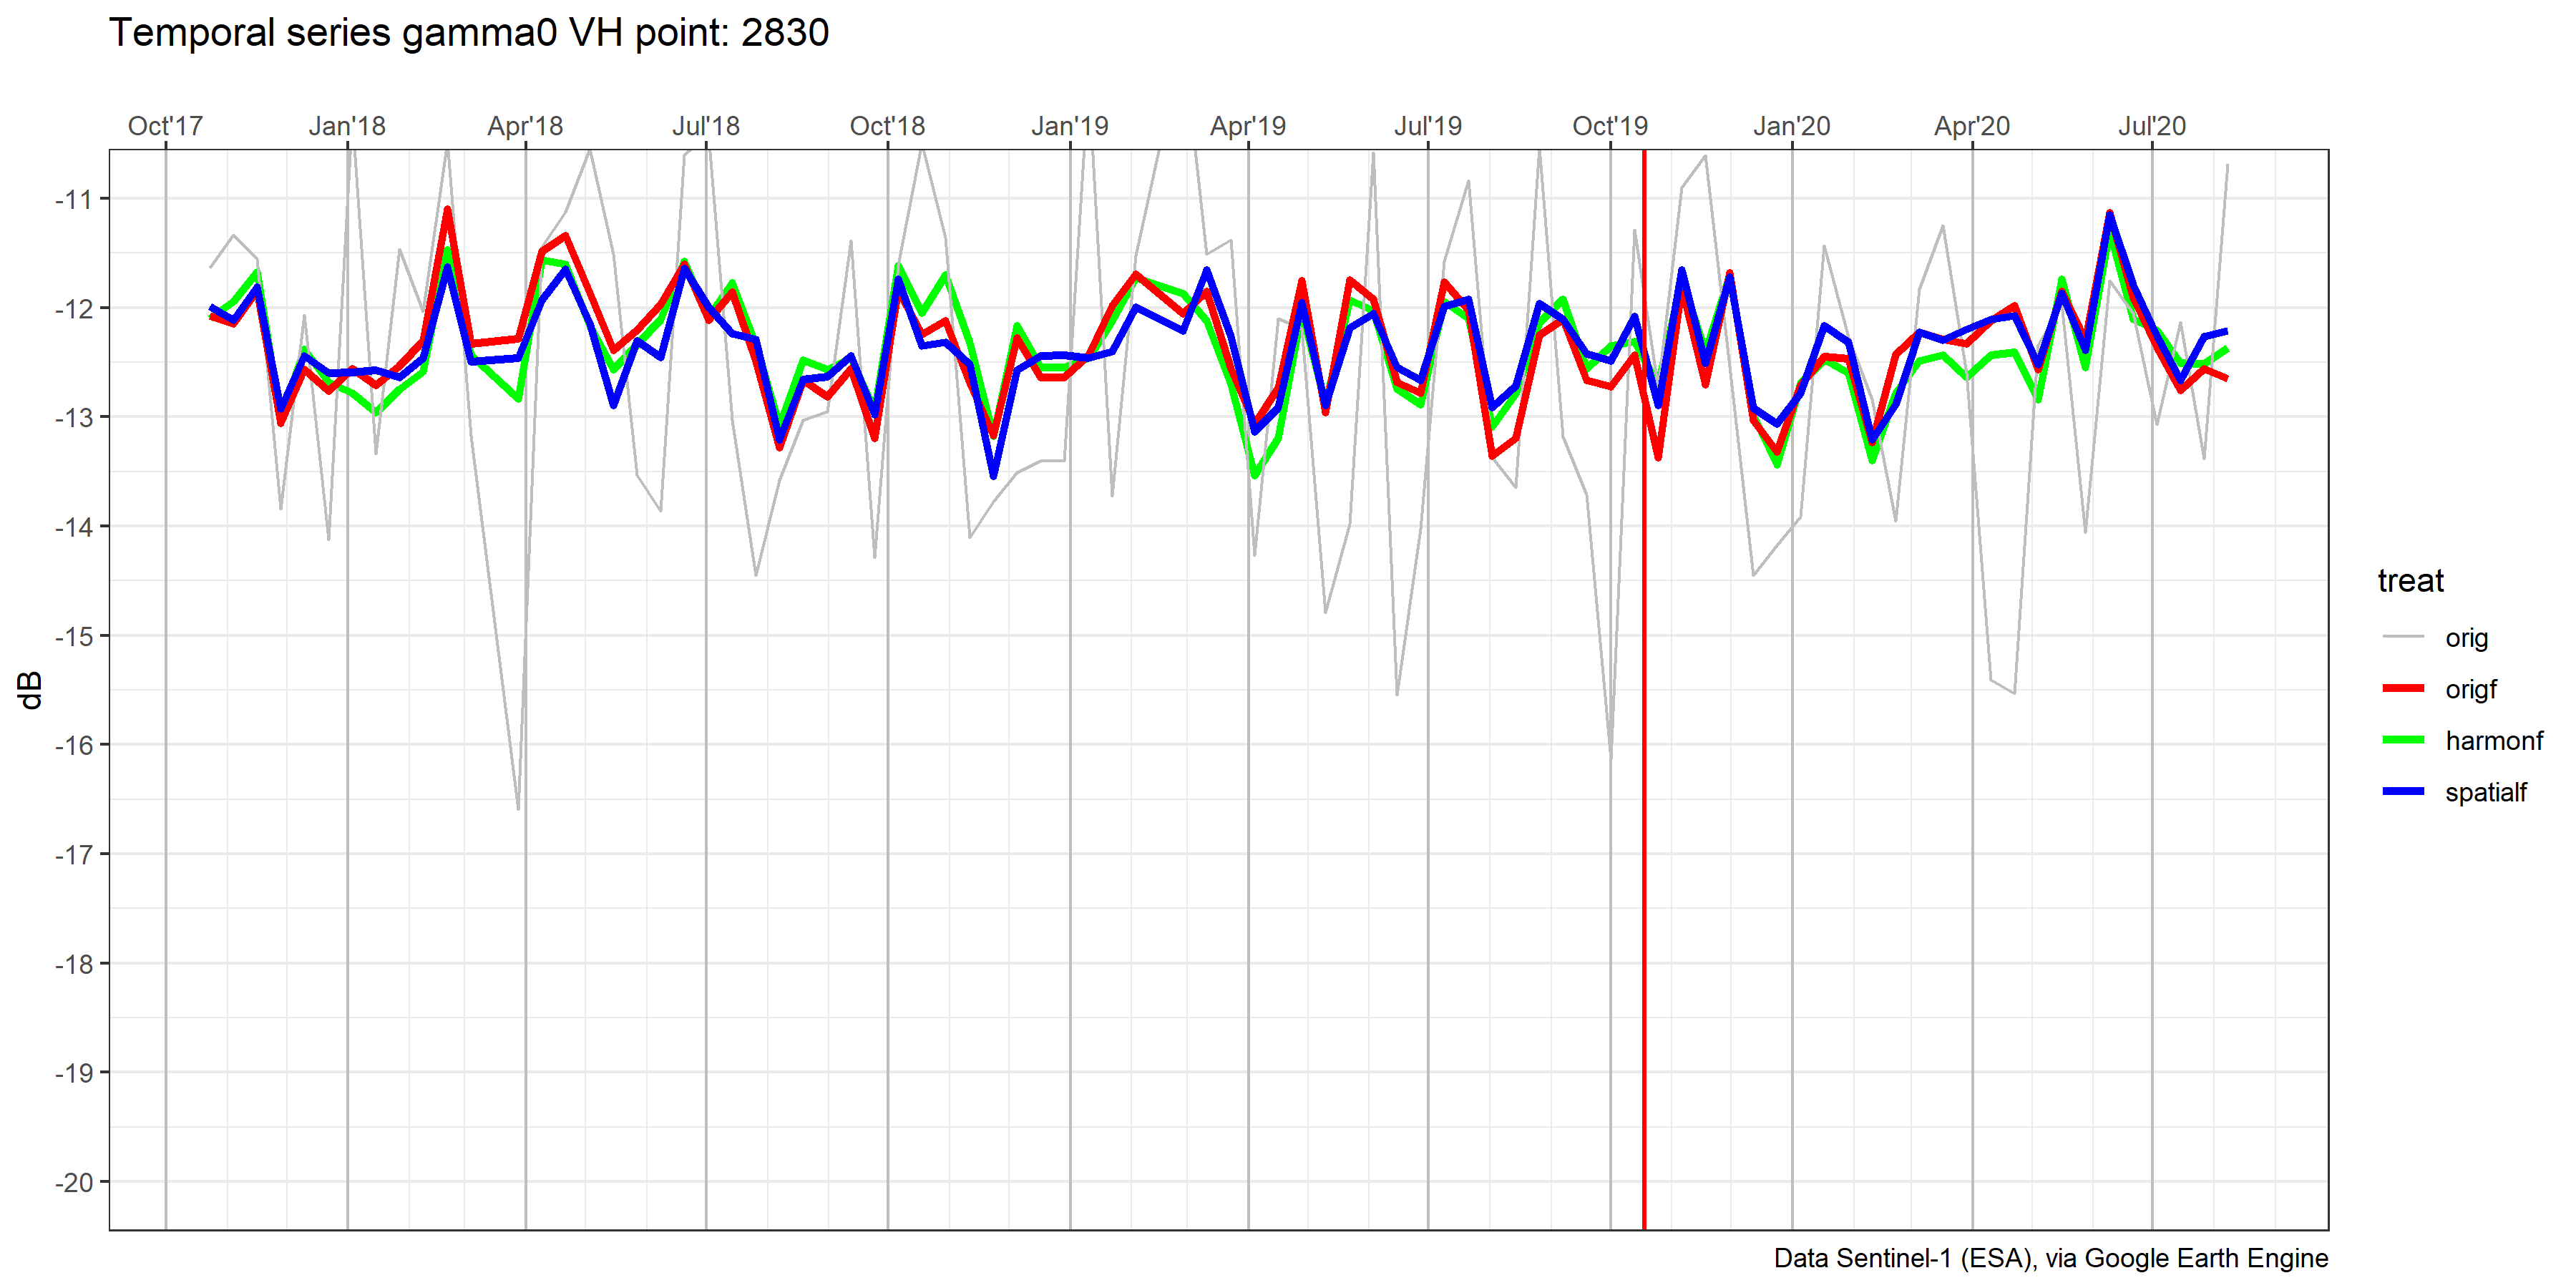 Temporal series gamma0 VH point: 2830
Oct'17 Jan'18 Apr'18 Jul'18 Oct'18 Jan'19 Apr'19 Jul'19 Oct'19 Jan'20 Apr'20 Jul'20
-11
-12
-13
-14
-15
-16
-17
-18
-19
-20
dB
treat
orig
origf
harmonf
spatialf
Data Sentinel-1 (ESA), via Google Earth Engine